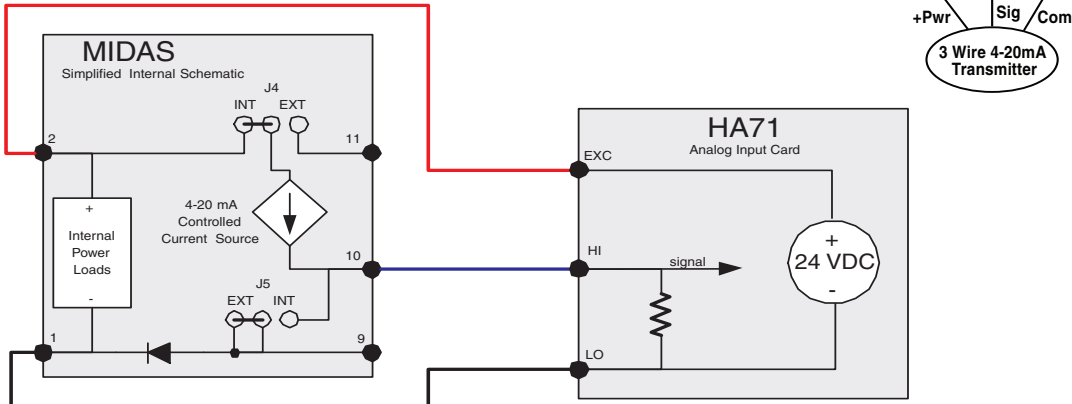 +Pwr
Sig
Com
3 Wire 4-20mA
Transmitter
MIDAS
Simplified Internal Schematic
J4
INT EXT
2
11
4-20 mA
Controlled
Current Source
+
Internal
Power
Loads
-
10
J5
EXT INT
1
9
HA71
Analog Input Card
EXC
HI
signal
+
24 VDC
-
LO